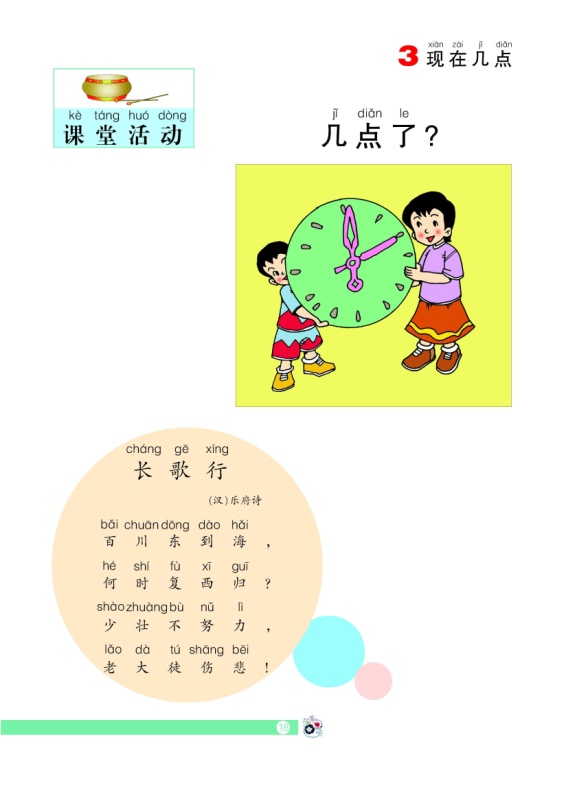 xiàn zài jǐ diǎn
3 现在几点
kè táng huó dòng
课堂活动
jǐ diǎn le
几点了？
cháng gē xíng
长歌行
（汉）乐府诗
bǎi chuān dōng dào hǎi
百川东到海，
hé shí fù xī guī
何时复西归？
shào zhuàng bù nǔ lì
少壮不努力，
lǎo dà tú shāng bēi
老大徒伤悲！
18